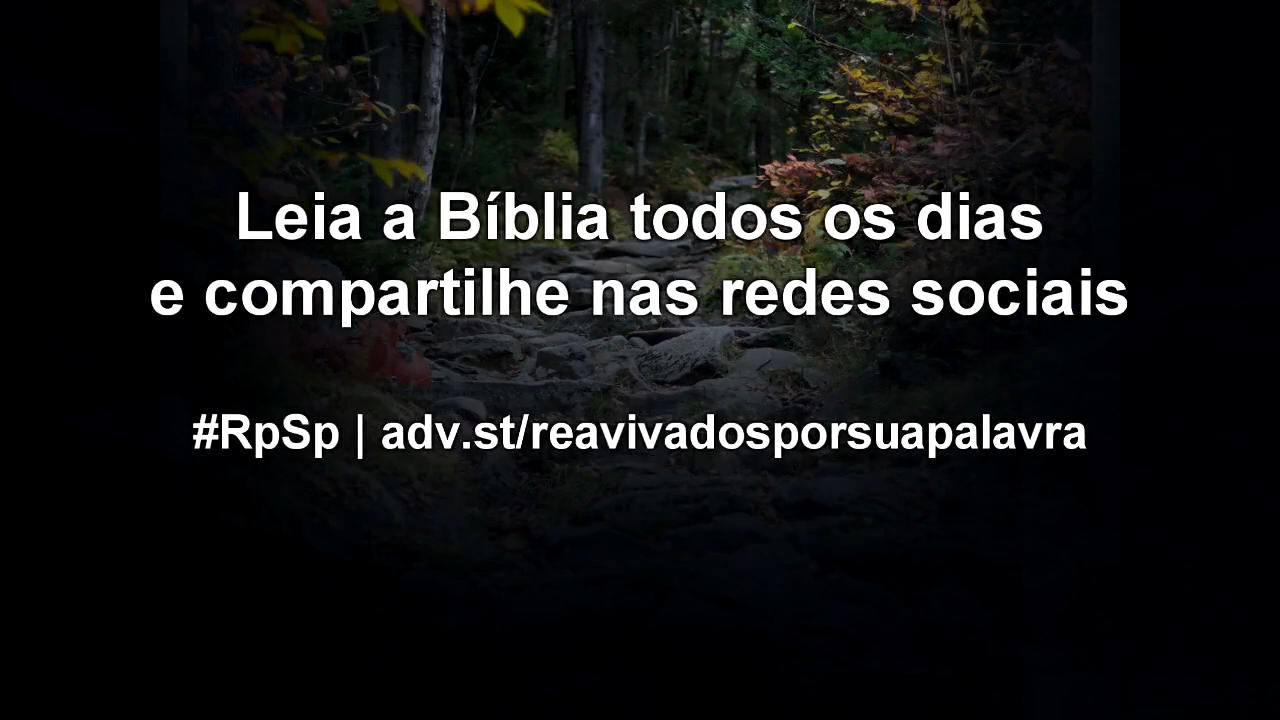 Leia a Bíblia todos os dias
e compartilhe nas redes sociais
#RpSp | adv.st/reavivadosporsuapalavra